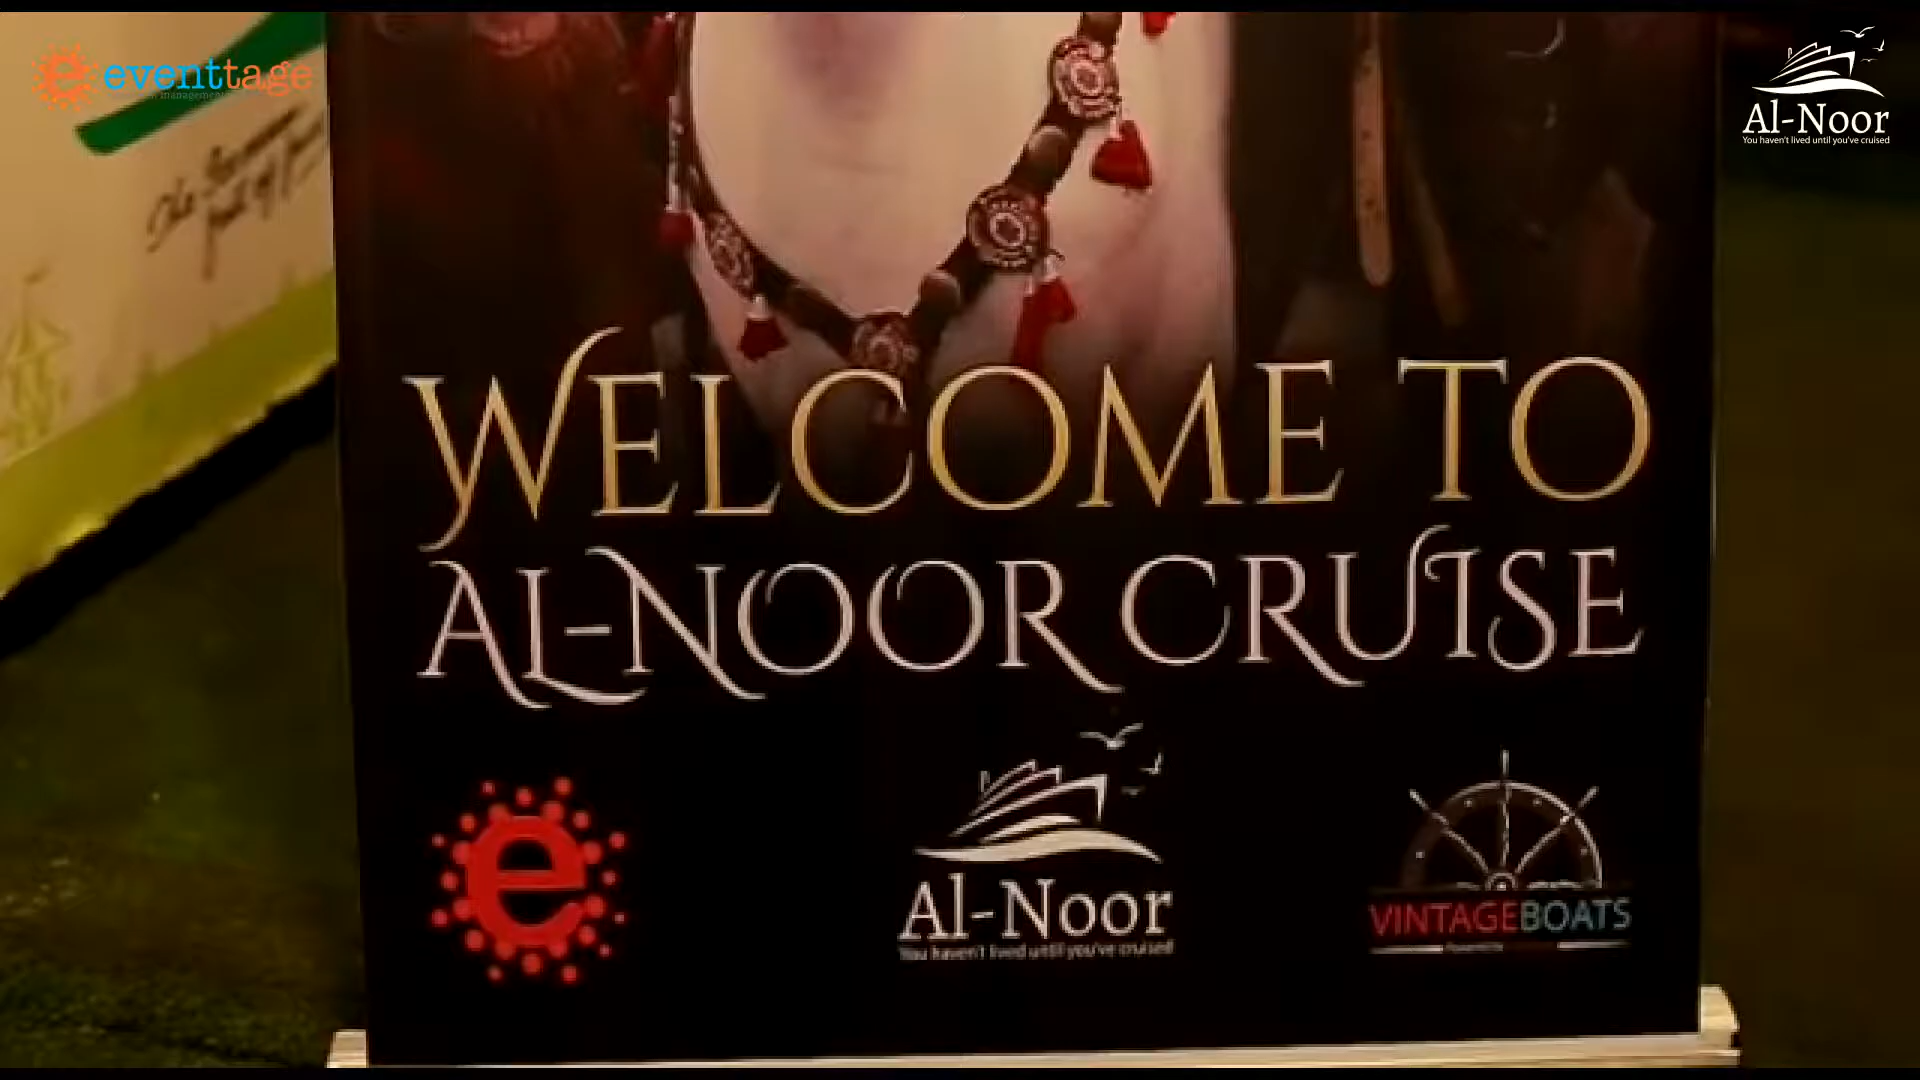 eventtage
Al-Noor
You haven't lived until you've cruised
WELCOME TO
AL-NOOR CRUISE
e
Al-Noor
You haven't lived until you've cruised
VINTAGEBOATS